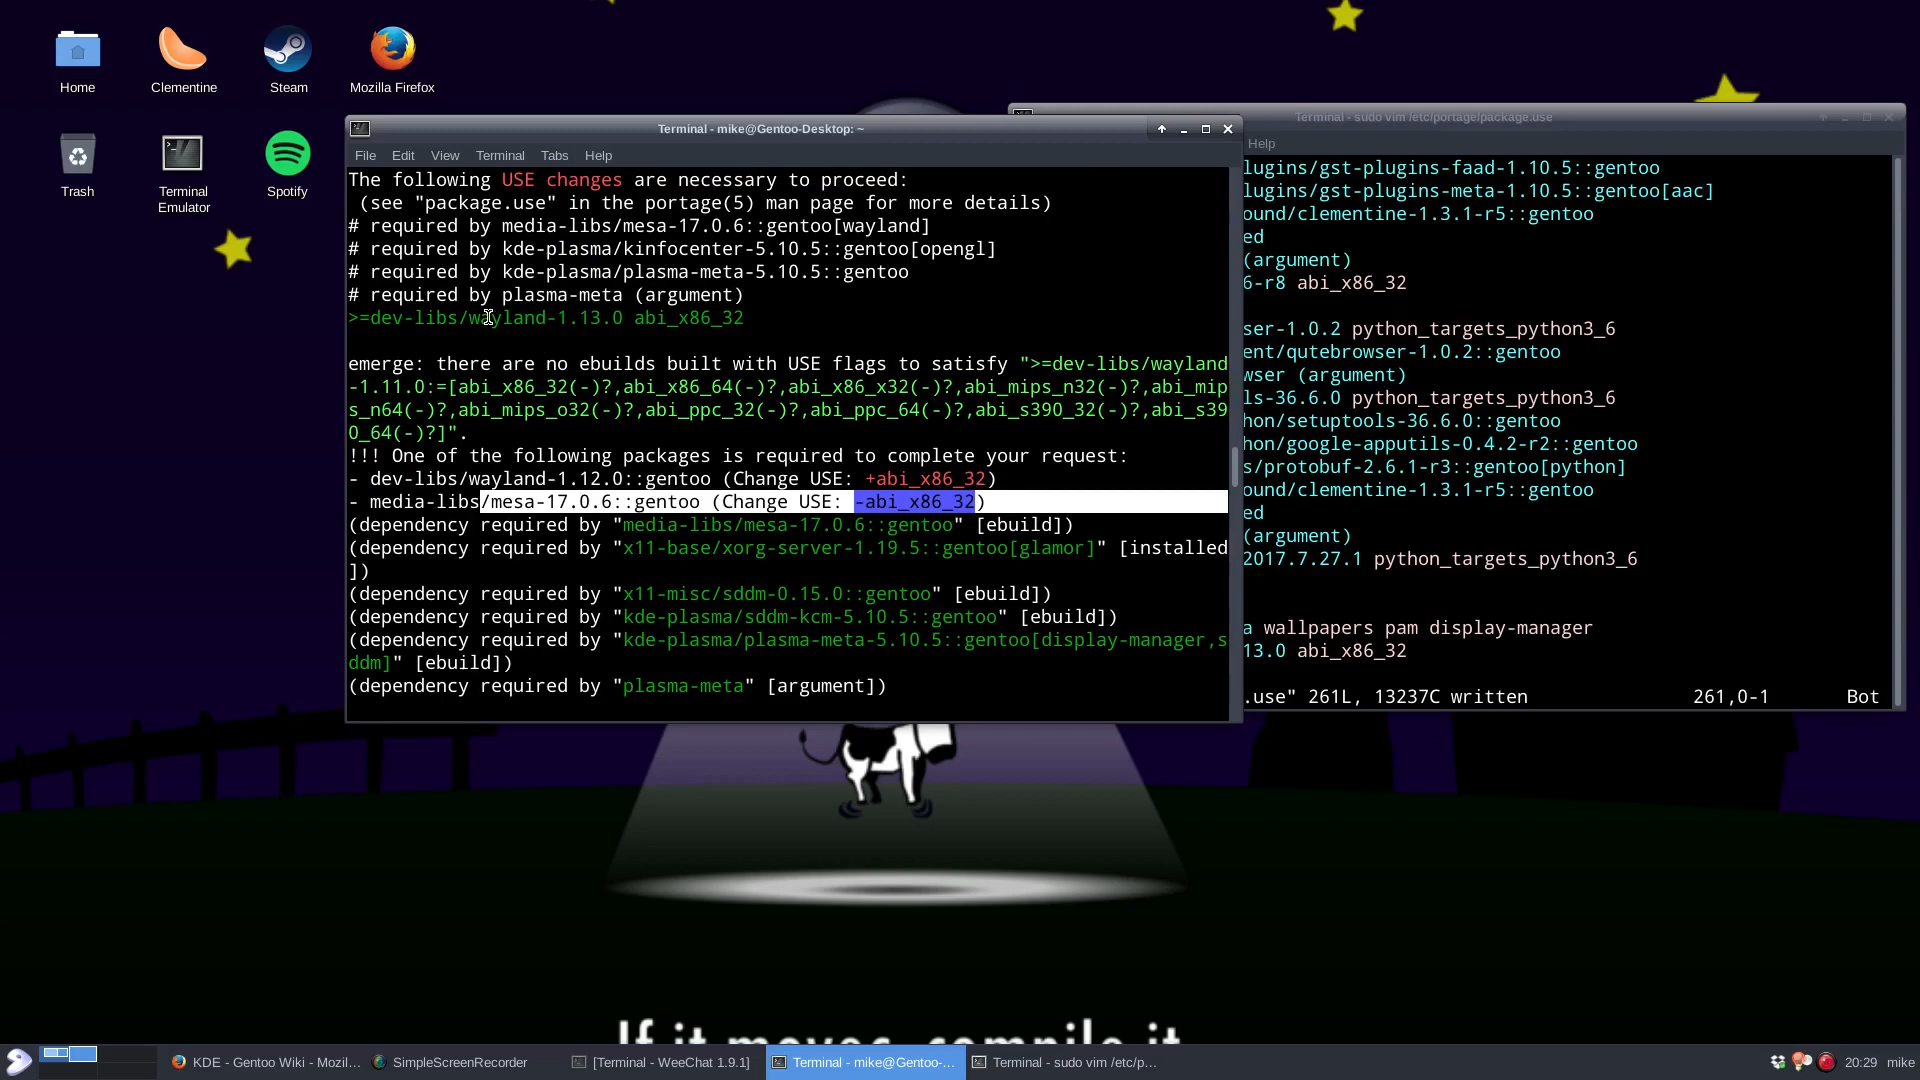 Home
Clementine
Steam
Mozilla Firefox
Trash
Terminal
Emulator
Spotify
Terminal - mike@Gentoo-Desktop: ~
File Edit View Terminal Tabs Help
The following USE changes are necessary to proceed:
(see "package.use" in the portage(5) man page for more details)
# required by media-libs/mesa-17.0.6::gentoo[wayland]
# required by kde-plasma/kinfocenter-5.10.5::gentoo[opengl]
# required by kde-plasma/plasma-meta-5.10.5::gentoo
# required by plasma-meta (argument)
>=dev-libs/wayland-1.13.0 abi_x86_32
emerge: there are no ebuilds built with USE flags to satisfy ">=dev-libs/wayland
-1.11.0:=[abi_x86_32(-)?,abi_x86_64(-)?,abi_x86_x32(-)?,abi_mips_n32(-)?,abi_mip
s_n64(-)?,abi_mips_o32(-)?,abi_ppc_32(-)?,abi_ppc_64(-)?,abi_s390_32(-)?,abi_s39
0_64(-)?]".
!!! One of the following packages is required to complete your request:
- dev-libs/wayland-1.12.0::gentoo (Change USE: +abi_x86_32)
- media-libs/mesa-17.0.6::gentoo (Change USE: -abi_x86_32)
(dependency required by "media-libs/mesa-17.0.6::gentoo" [ebuild])
(dependency required by "x11-base/xorg-server-1.19.5::gentoo[glamor]" [installed
])
(dependency required by "x11-misc/sddm-0.15.0::gentoo" [ebuild])
(dependency required by "kde-plasma/sddm-kcm-5.10.5::gentoo" [ebuild])
(dependency required by "kde-plasma/plasma-meta-5.10.5::gentoo[display-manager,s
ddm]" [ebuild])
(dependency required by "plasma-meta" [argument])
Terminal - sudo vim /etc/portage/package.use
Help
lugins/gst-plugins-faad-1.10.5::gentoo
lugins/gst-plugins-meta-1.10.5::gentoo[aac]
ound/clementine-1.3.1-r5::gentoo
ed
(argument)
6-r8 abi_x86_32
ser-1.0.2 python_targets_python3_6
ent/qutebrowser-1.0.2::gentoo
wser (argument)
ls-36.6.0 python_targets_python3_6
hon/setuptools-36.6.0::gentoo
hon/google-apputils-0.4.2-r2::gentoo
s/protobuf-2.6.1-r3::gentoo[python]
ound/clementine-1.3.1-r5::gentoo
ed
(argument)
2017.7.27.1 python_targets_python3_6
a wallpapers pam display-manager
13.0 abi_x86_32
.use" 261L, 13237C written 261,0-1 Bot
If it moves, compile it
KDE - Gentoo Wiki - Mozil...
SimpleScreenRecorder
[Terminal - WeeChat 1.9.1]
Terminal - mike@Gentoo-...
Terminal - sudo vim /etc/p...
20:29 mike